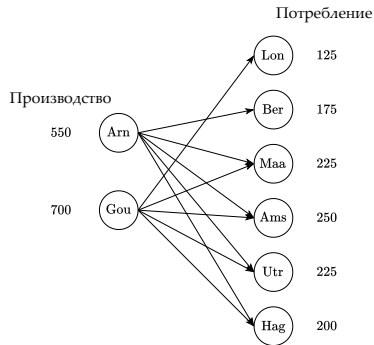 Потребление
Lon 125
Ber 175
Производство
550 Arn
Maa 225
700 Gou
Ams 250
Utr 225
Hag 200